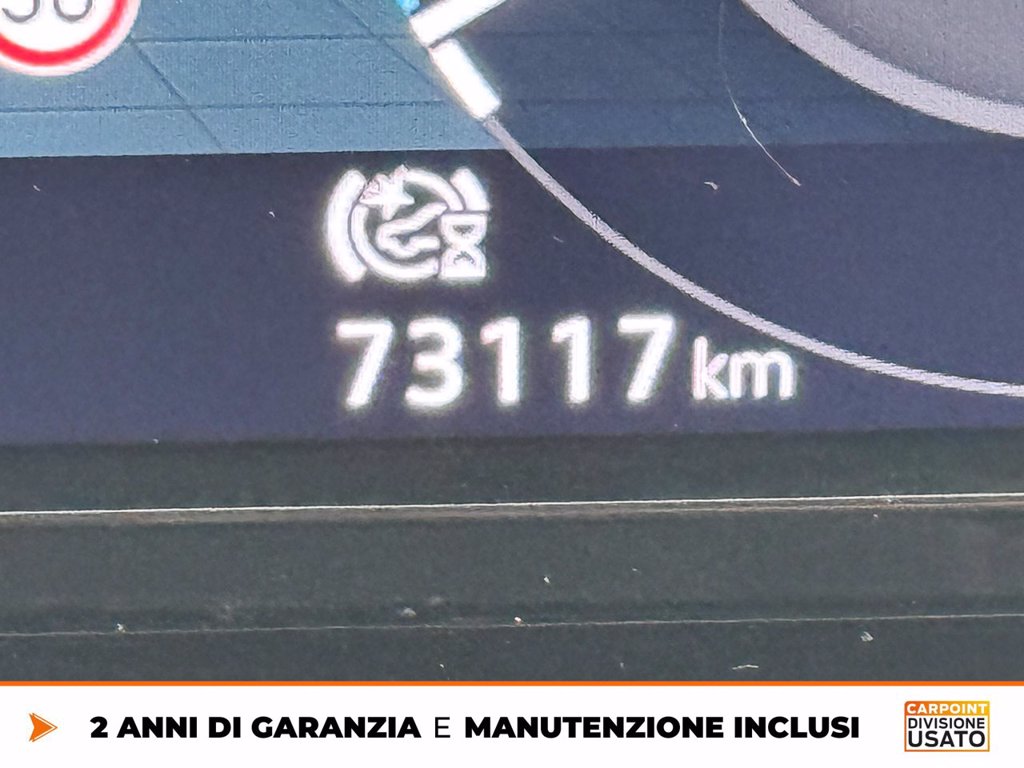 73117 km
2 ANNI DI GARANZIA E MANUTENZIONE INCLUSI
CARPOINT
DIVISIONE
USATO